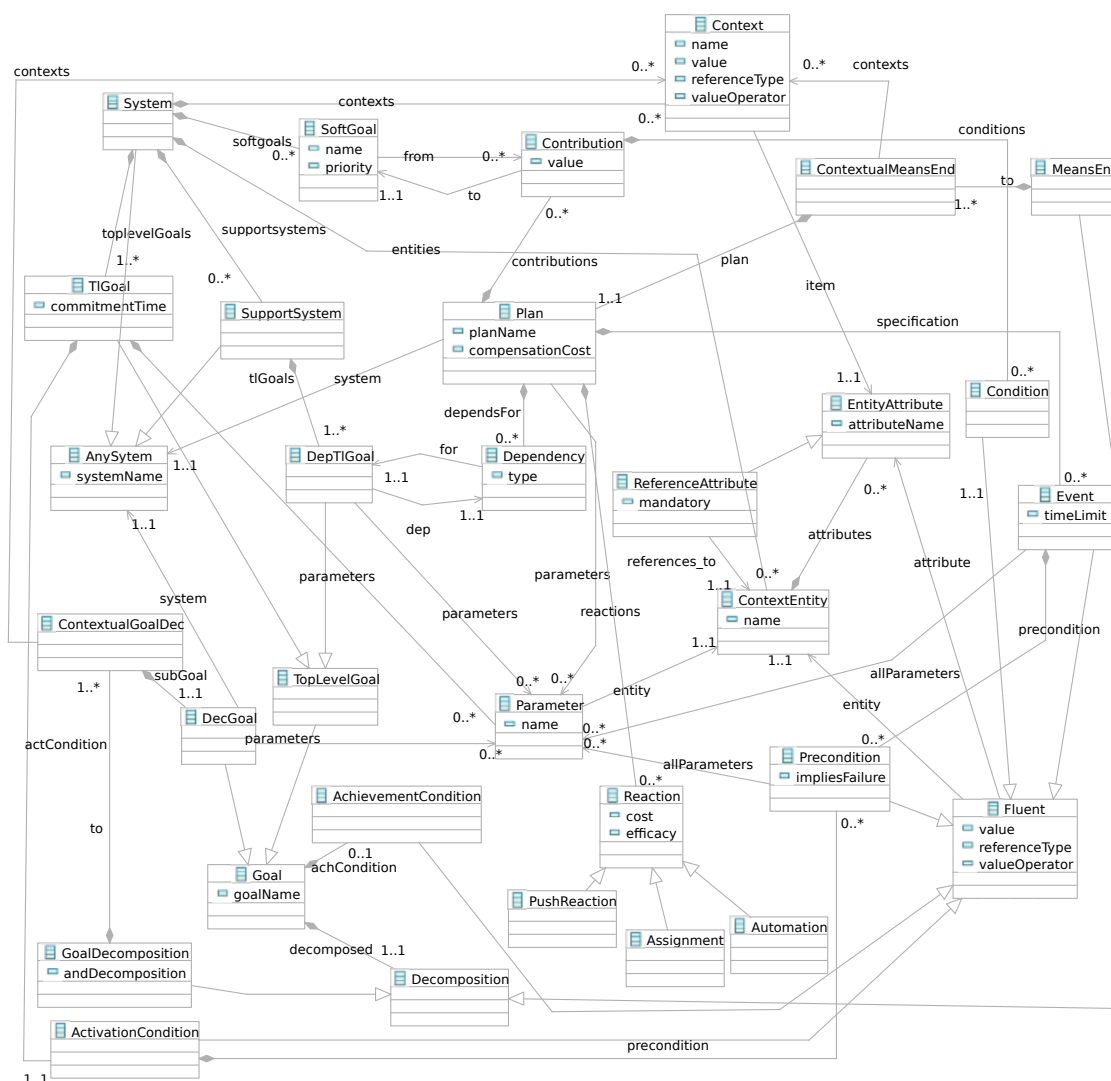 Context
name
value
referenceType
valueOperator
contexts
0..*
0..*
contexts
System
contexts
0..*
SoftGoal
name
priority
softgoals
0..*
from
0..*
Contribution
value
conditions
1..1
to
0..*
ContextualMeansEnd
to
1..*
MeansEn
toplevelGoals
1..*
supportsystems
0..*
entities
contributions
plan
item
TlGoal
commitmentTime
SupportSystem
Plan
planName
compensationCost
1..1
specification
tlGoals
system
1..*
dependsFor
0..*
1..1
EntityAttribute
attributeName
0..*
Condition
AnySytem
systemName
1..1
DepTlGoal
for
1..1
Dependency
type
1..1
dep
ReferenceAttribute
mandatory
0..*
1..1
0..*
Event
timeLimit
1..1
attributes
references_to
1..1
0..*
attribute
parameters
parameters
system
parameters
reactions
ContextEntity
name
1..1
1..1
precondition
ContextualGoalDec
subGoal
1..1
1..*
TopLevelGoal
0..*
0..*
entity
allParameters
entity
DecGoal
parameters
0..*
0..*
Parameter
name
0..*
0..*
actCondition
allParameters
0..*
Precondition
impliesFailure
0..*
AchievementCondition
0..1
achCondition
0..*
Reaction
cost
efficacy
Fluent
value
referenceType
valueOperator
to
Goal
goalName
PushReaction
Assignment
Automation
decomposed
1..1
GoalDecomposition
andDecomposition
Decomposition
ActivationCondition
precondition
1..1